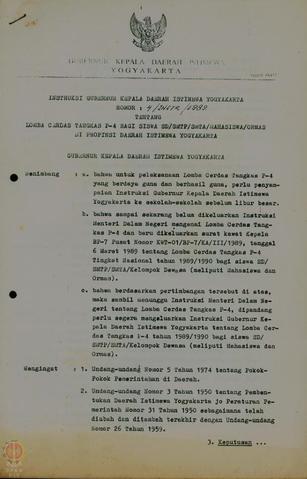 GUBERNUR KEPALA DAERAH ISTIMEWA
YOGYAKARTA
INSTRUKSI GUBERNUR KEPALA DAERAH ISTIMEWA YOGYAKARTA
NOMOR : 4/INSTR/1989
TENTANG
LOMBA CERDAS TANGKAS P-4 BAGI SISWA SD/SMTP/SMTA/MAHASISWA/ORMAS
DI PROPINSI DAERAH ISTIMEWA YOGYAKARTA
GUBERNUR KEPALA DAERAH ISTIMEWA YOGYAKARTA
Menimbang : a. bahwa untuk pelaksanaan Lomba Cerdas Tangkas P-4
yang berdaya guna dan berhasil guna, perlu penyam-
paian Instruksi Gubernur Kepala Daerah Istimewa
Yogyakarta ke sekolah-sekolah sebelum libur besar.
b. bahwa sampai sekarang belum dikeluarkan Instruksi
Menteri Dalam Negeri mengenai Lomba Cerdas Tangkas
P-4 dan baru dikeluarkan surat kawat Kepala
BP-7 Pusat Nomor KWT-01/BP-7/KA/III/1989, tanggal
6 Maret 1989 tentang Lomba Cerdas Tangkas P-4
Tingkat Nasional tahun 1989/1990 bagi siswa SD/
SMTP/SMTA/Kelompok Dewasa (meliputi Mahasiswa dan
Ormas).
c. bahwa berdasarkan pertimbangan tersebut di atas,
maka sambil menunggu Instruksi Menteri Dalam Ne-
geri tentang Lomba Cerdas Tangkas P-4, dipandang
perlu segera mengeluarkan Instruksi Gubernur Ke-
pala Daerah Istimewa Yogyakarta tentang Lomba Cer-
das Tangkas P-4 tahun 1989/1990 bagi siswa SD/
SMTP/SMTA/Kelompok Dewasa (meliputi Mahasiswa dan
Ormas).
Mengingat : 1. Undang-undang Nomor 5 Tahun 1974 tentang Pokok-
Pokok Pemerintahan di Daerah.
2. Undang-undang Nomor 3 Tahun 1950 tentang Pemben-
tukan Daerah Istimewa Yogyakarta jo Peraturan Pe-
merintah Nomor 31 Tahun 1950 sebagaimana telah
diubah dan ditambah terakhir dengan Undang-undang
Nomor 26 Tahun 1959.
3. Keputusan ...